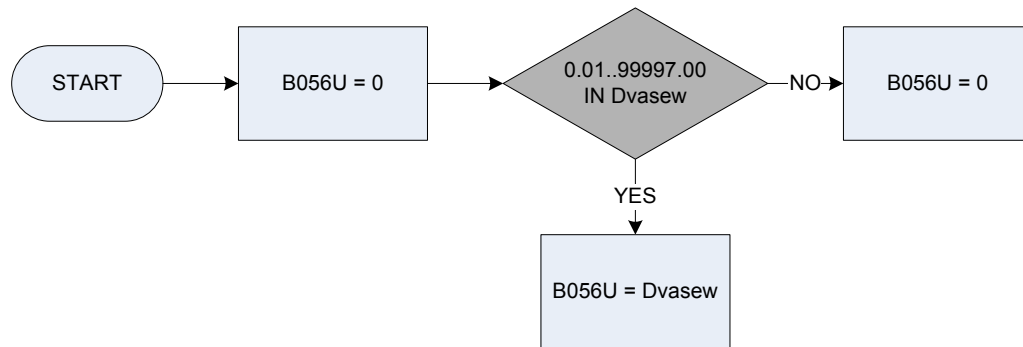 START
B056U = 0
0.01..99997.00
IN Dvasew
NO
B056U = 0
YES
B056U = Dvasew